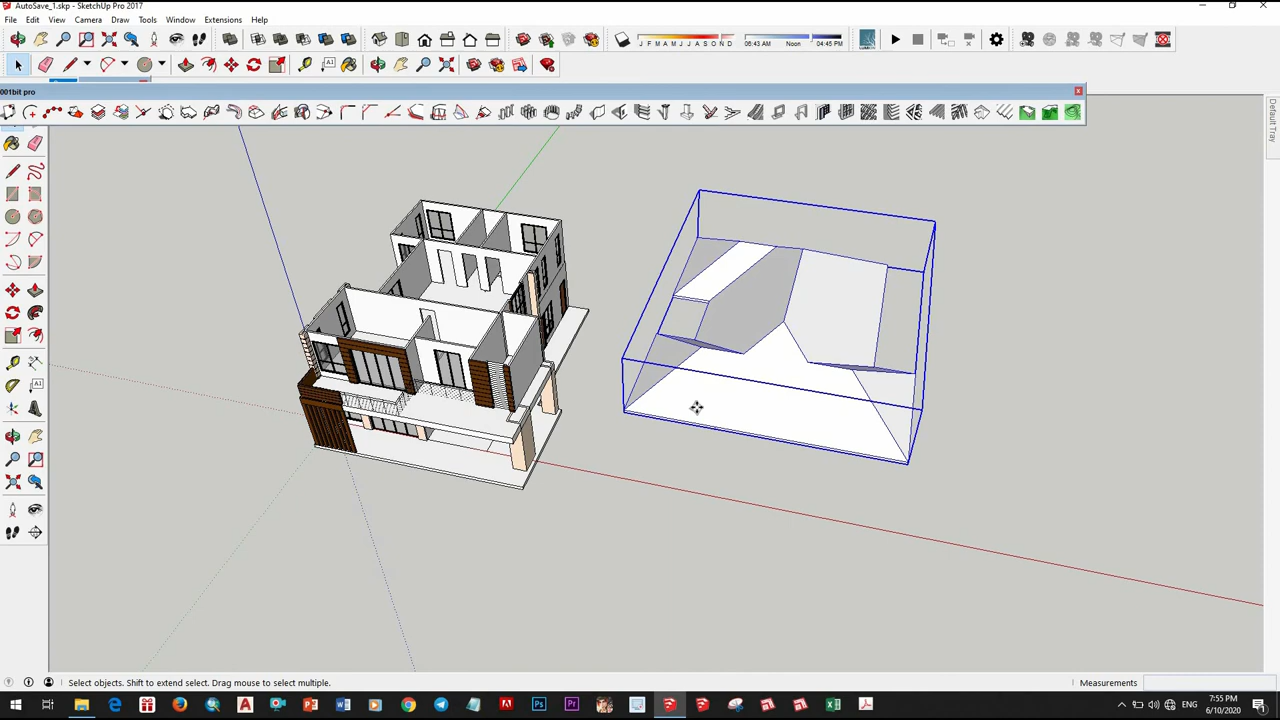 AutoSave_1.skp - SketchUp Pro 2017
File Edit View Camera Draw Tools Window Extensions Help
J F M A M J J A S O N D 06:43 AM Noon 04:45 PM
001bit pro
Default Tray
Select objects. Shift to extend select. Drag mouse to select multiple.
Measurements
7:55 PM
ENG
6/10/2020